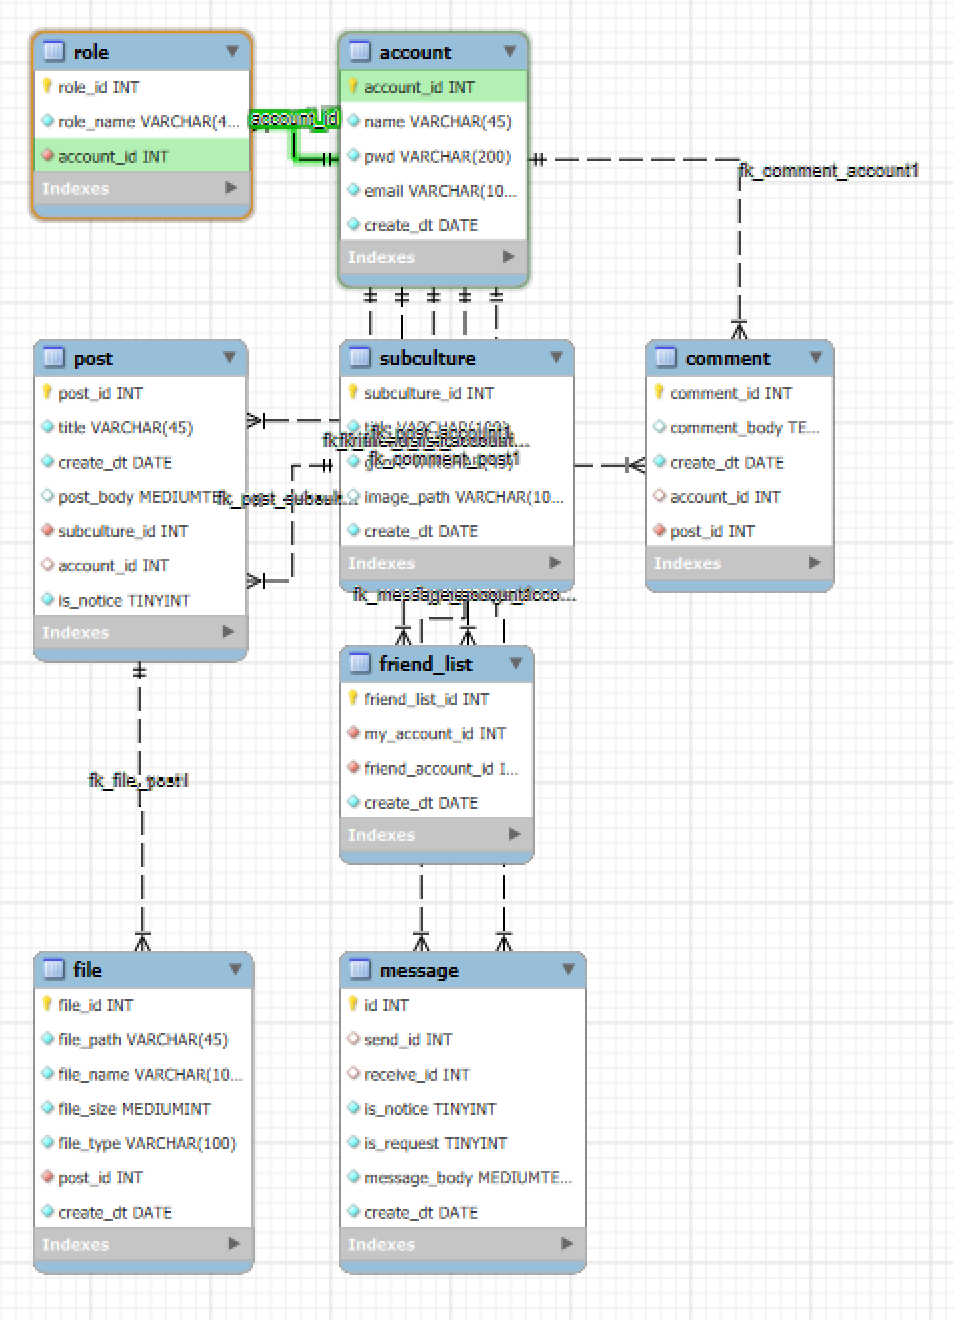 role
role_id INT
role_name VARCHAR(4...
account_id INT
Indexes
account_id
account
account_id INT
name VARCHAR(45)
pwd VARCHAR(200)
email VARCHAR(10...
create_dt DATE
Indexes
fk_comment_account1
post
post_id INT
title VARCHAR(45)
create_dt DATE
post_body MEDIUMTE
subculture_id INT
account_id INT
is_notice TINYINT
Indexes
subculture
subculture_id INT
image_path VARCHAR(10...
create_dt DATE
Indexes
fk_comment_post1
fk_post_subcult...
comment
comment_id INT
comment_body TE...
create_dt DATE
account_id INT
post_id INT
Indexes
friend_list
friend_list_id INT
my_account_id INT
friend_account_id I...
create_dt DATE
Indexes
fk_file_post1
file
file_id INT
file_path VARCHAR(45)
file_name VARCHAR(10...
file_size MEDIUMINT
file_type VARCHAR(100)
post_id INT
create_dt DATE
Indexes
message
id INT
send_id INT
receive_id INT
is_notice TINYINT
is_request TINYINT
message_body MEDIUMTE...
create_dt DATE
Indexes